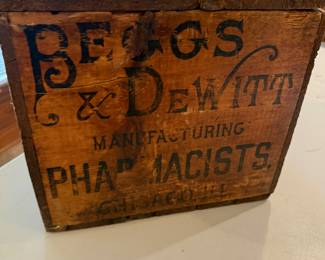 BEGGS
& DEWITT
MANUFACTURING
PHARMACISTS,
CHICAGO, ILL